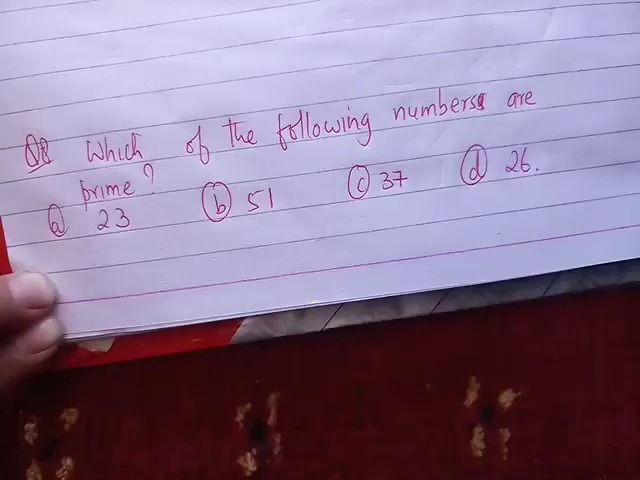 Q8 Which of the following numbers are
prime?
(a) 23 (b) 51 (c) 37 (d) 26.